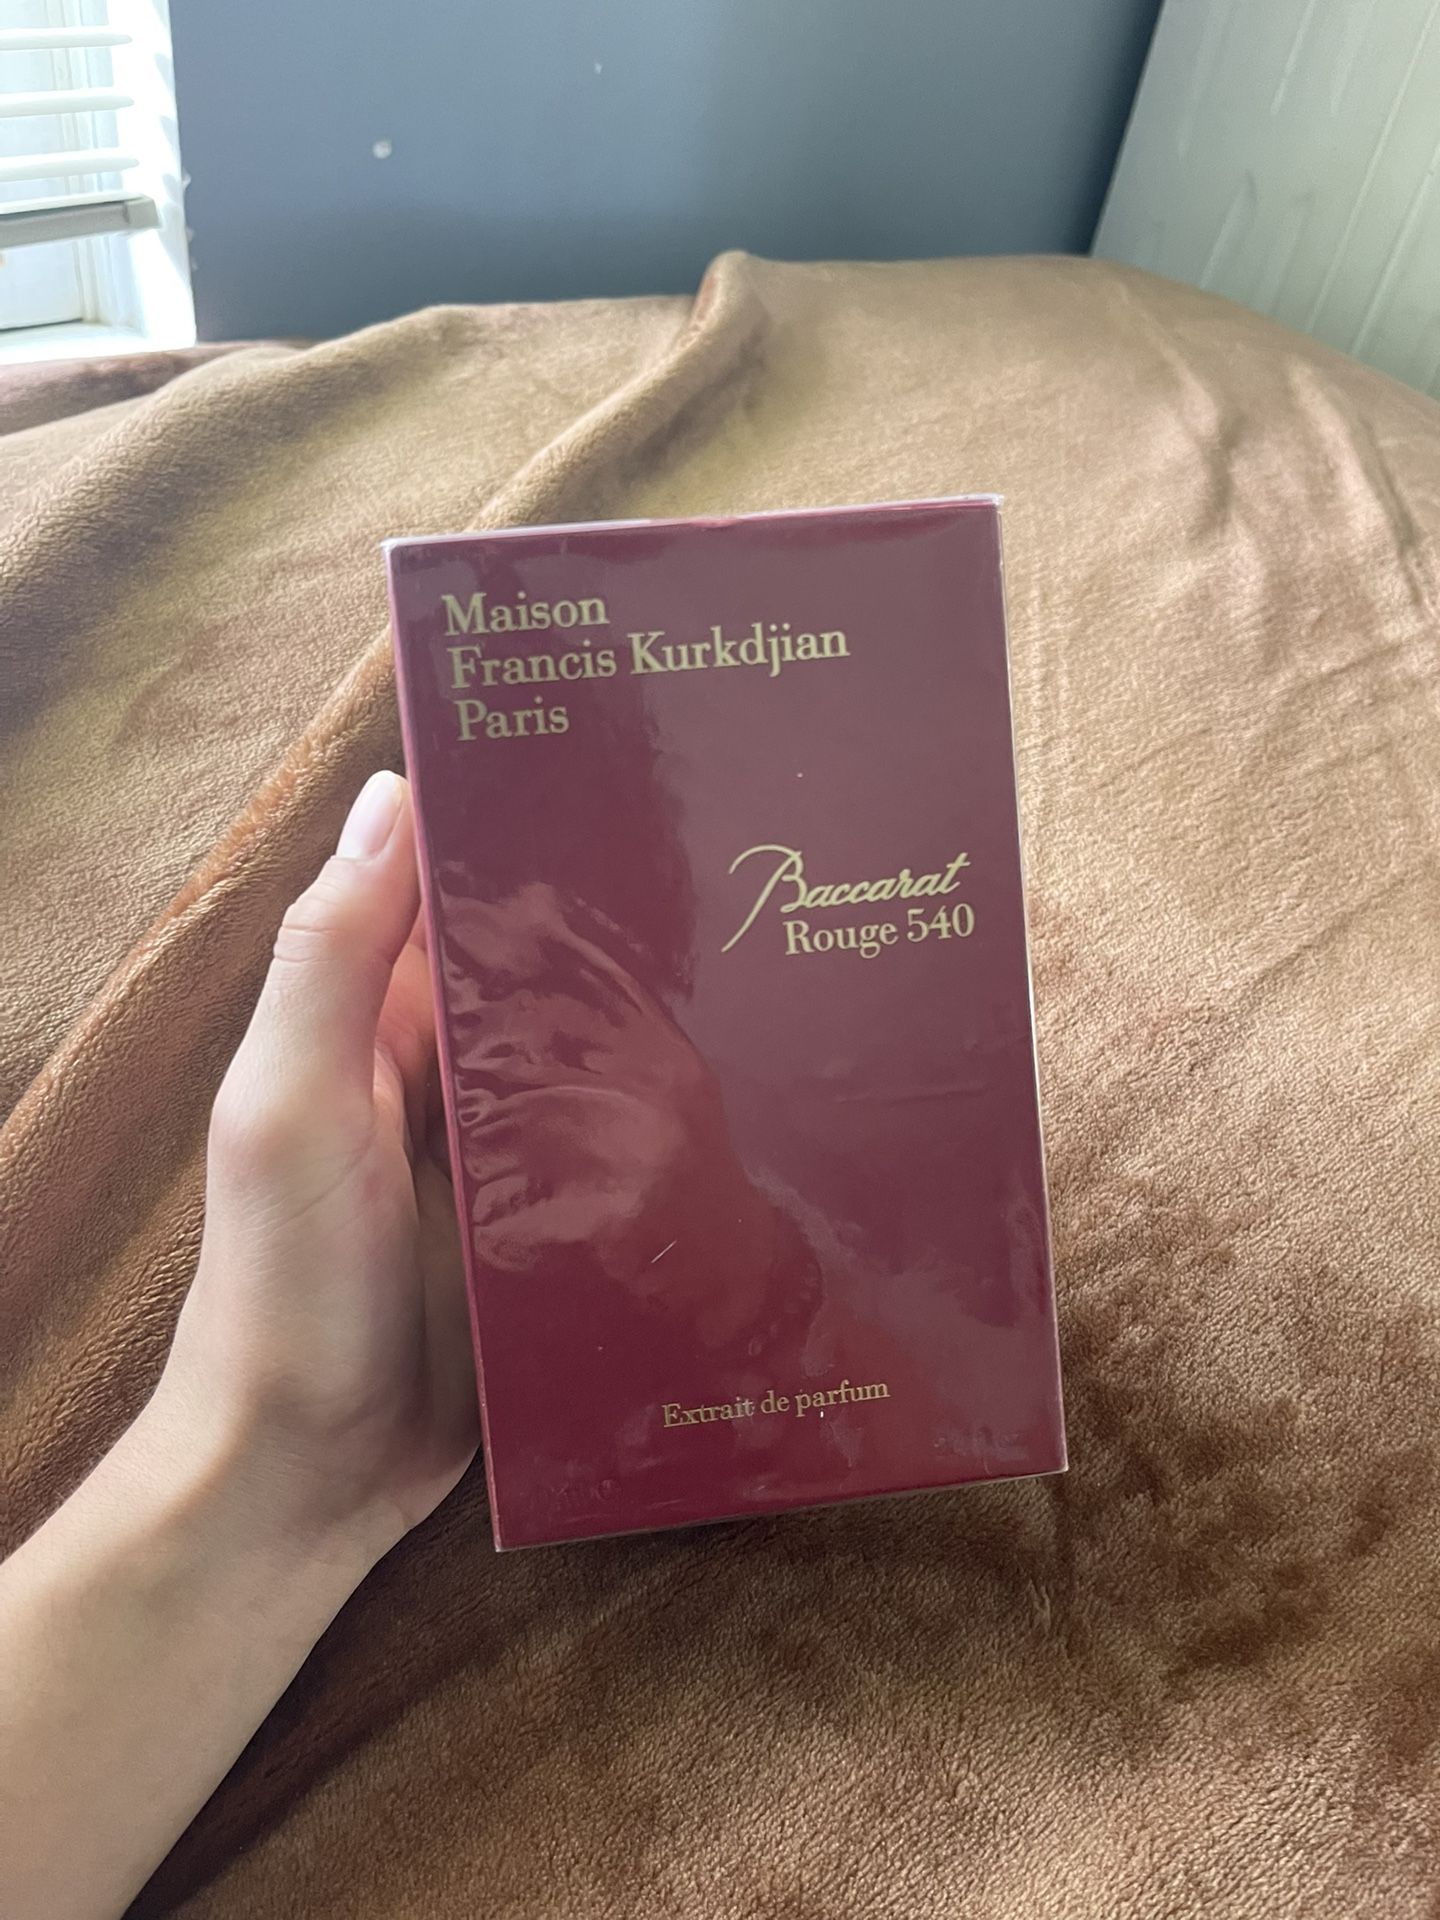 Maison
Francis Kurkdjian
Paris
Baccarat
Rouge 540
Extrait de parfum